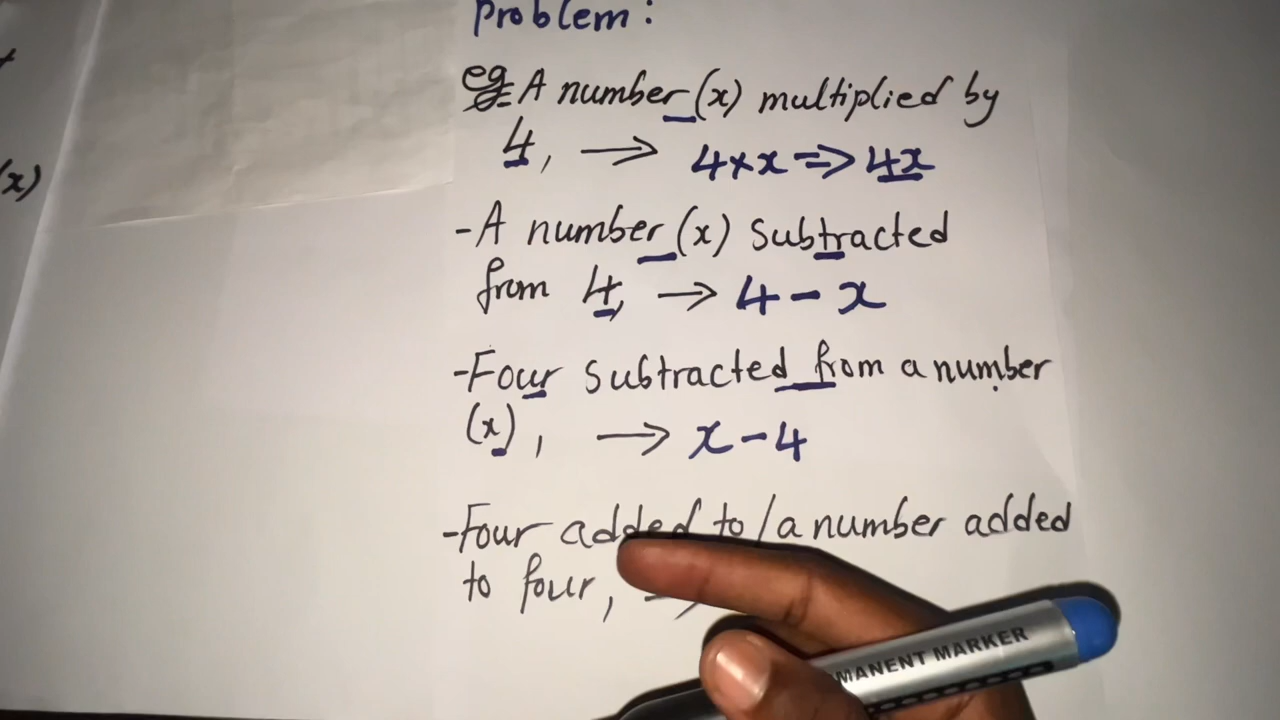 Problem:
eg: A number (x) multiplied by
4, → 4×x ⇒ 4x
(x)
- A number (x) subtracted
from 4, → 4 - x
- Four subtracted from a number
(x), → x - 4
- Four added to / a number added
to four, →
MANENT MARKER